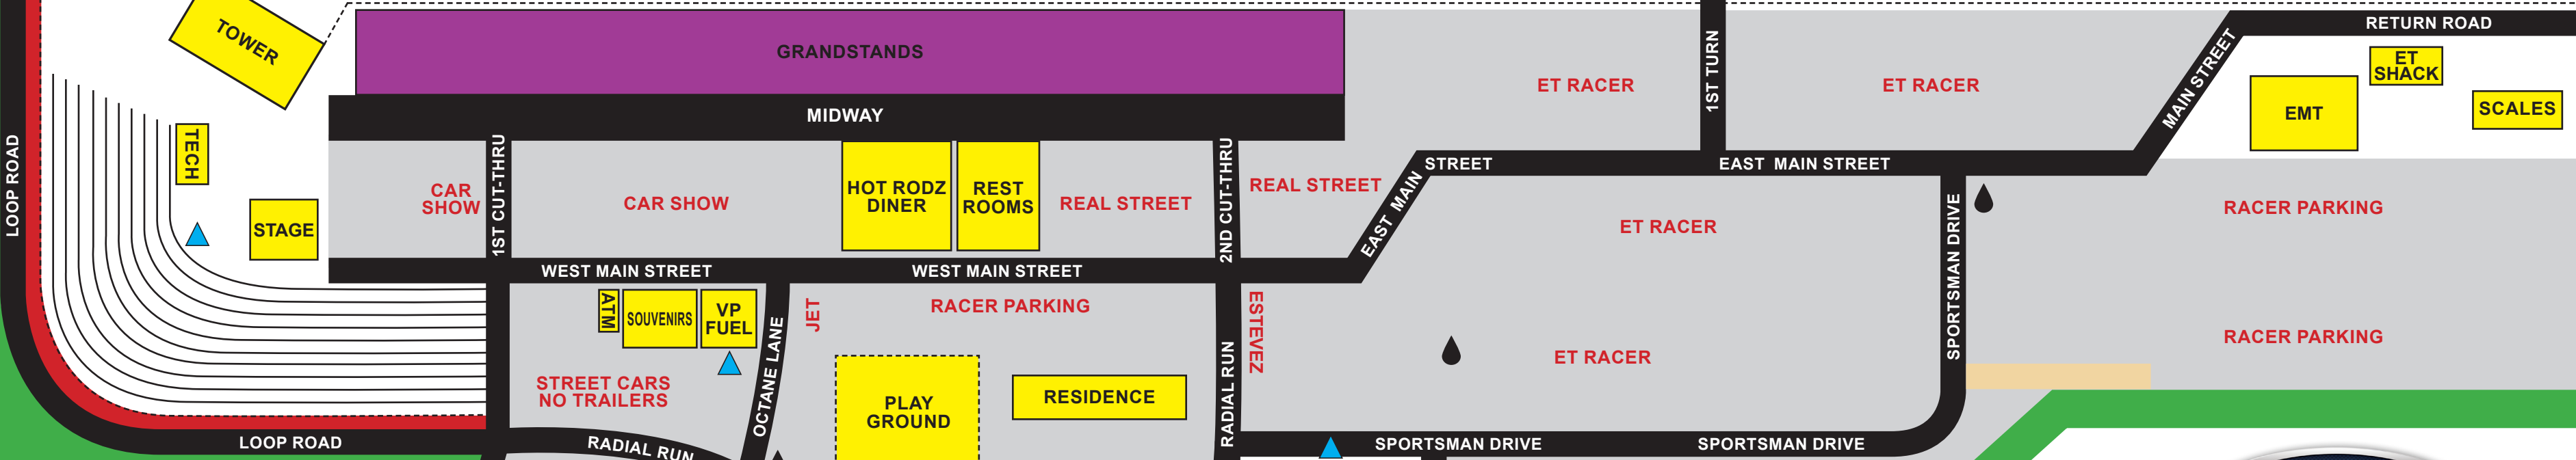 RETURN ROAD
TOWER
GRANDSTANDS
1ST TURN
MAIN STREET
ET
SHACK
ET RACER
ET RACER
EMT
SCALES
MIDWAY
LOOP ROAD
TECH
1ST CUT-THRU
2ND CUT-THRU
STREET
EAST MAIN STREET
CAR
SHOW
CAR SHOW
HOT RODZ
DINER
REST
ROOMS
REAL STREET
REAL STREET
EAST MAIN
ET RACER
SPORTSMAN DRIVE
RACER PARKING
STAGE
WEST MAIN STREET
WEST MAIN STREET
ATM
SOUVENIRS
VP
FUEL
OCTANE LANE
JET
RACER PARKING
ESTEVEZ
RADIAL RUN
ET RACER
RACER PARKING
STREET CARS
NO TRAILERS
PLAY
GROUND
RESIDENCE
LOOP ROAD
RADIAL RUN
SPORTSMAN DRIVE
SPORTSMAN DRIVE